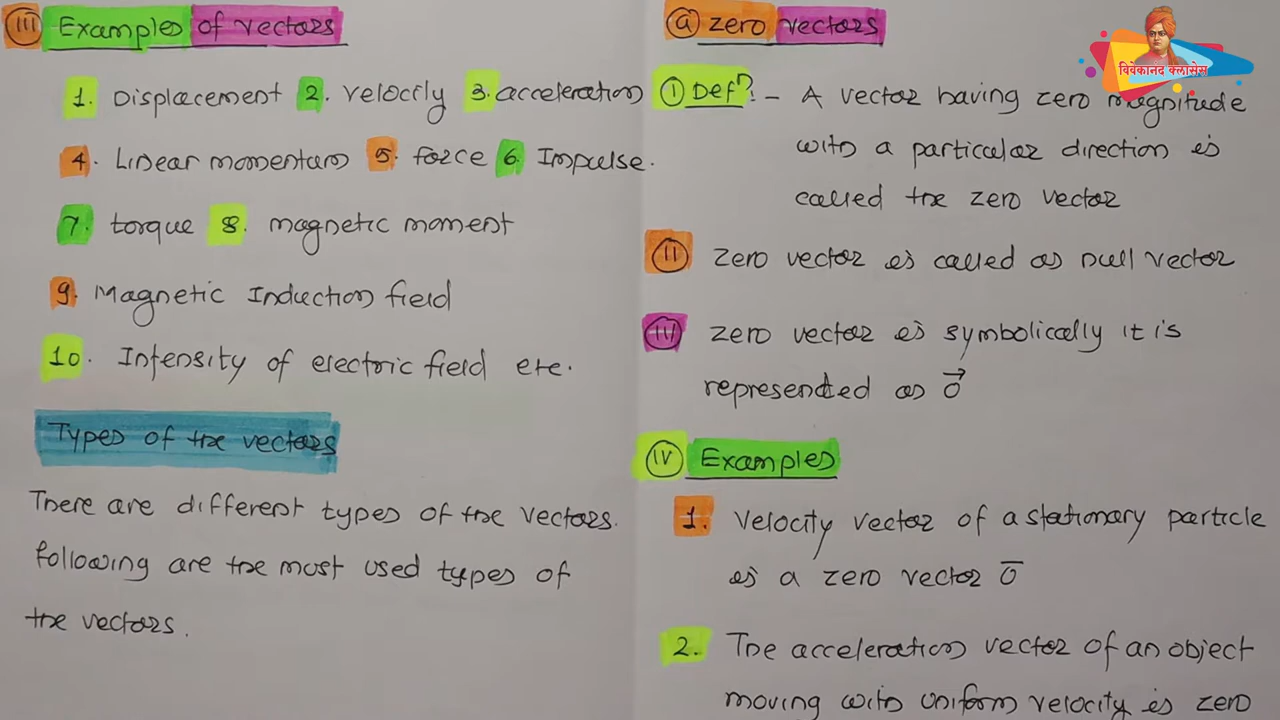 III Examples of vectors
1. Displacement 2. velocity 3. acceleration
4. Linear momentum 5. force 6. Impulse.
7. torque 8. magnetic moment
9. Magnetic Induction field
10. Intensity of electric field etc.
Types of the vectors
There are different types of the vectors.
following are the most used types of
the vectors.
a zero vectors
I Defⁿ: - A vector having zero magnitude
with a particular direction is
called the zero vector
II zero vector is called as null vector
III zero vector is symbolically it is
represented as o⃗
IV Examples
1. Velocity vector of a stationary particle
is a zero vector o̅
2. The acceleration vector of an object
moving with uniform velocity is zero
विवेकानंद क्लासेस